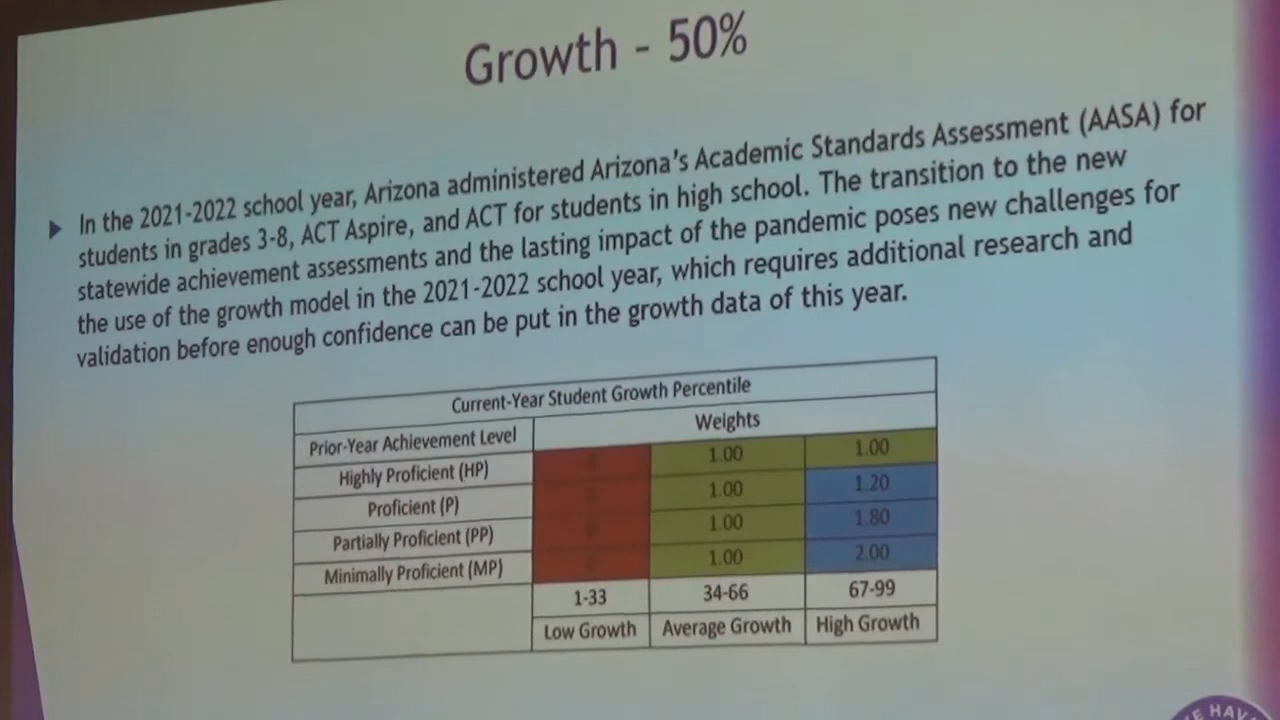 Growth - 50%
In the 2021-2022 school year, Arizona administered Arizona's Academic Standards Assessment (AASA) for
students in grades 3-8, ACT Aspire, and ACT for students in high school. The transition to the new
statewide achievement assessments and the lasting impact of the pandemic poses new challenges for
the use of the growth model in the 2021-2022 school year, which requires additional research and
validation before enough confidence can be put in the growth data of this year.
Current-Year Student Growth Percentile
Prior-Year Achievement Level Weights
Highly Proficient (HP) 1.00 1.00
Proficient (P) 1.00 1.20
Partially Proficient (PP) 1.00 1.80
Minimally Proficient (MP) 1.00 2.00
1-33 34-66 67-99
Low Growth Average Growth High Growth